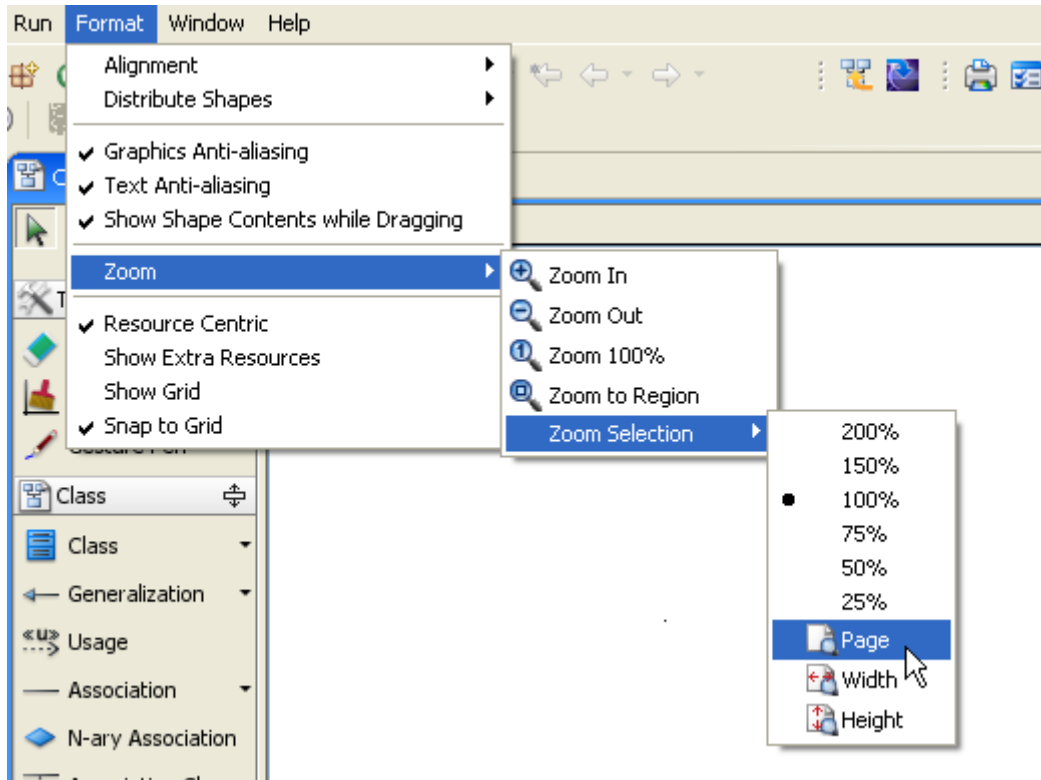 Run Format Window Help
Alignment
Distribute Shapes
Graphics Anti-aliasing
Text Anti-aliasing
Show Shape Contents while Dragging
Zoom
Resource Centric
Show Extra Resources
Show Grid
Snap to Grid
Zoom In
Zoom Out
Zoom 100%
Zoom to Region
Zoom Selection
200%
150%
100%
75%
50%
25%
Page
Width
Height
Class
Class
Generalization
«U» Usage
Association
N-ary Association